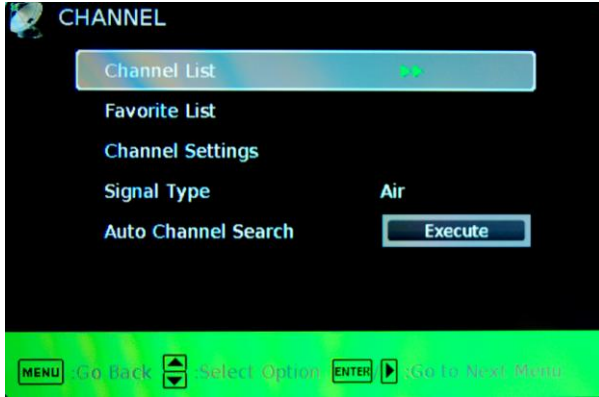 CHANNEL
Channel List
Favorite List
Channel Settings
Signal Type Air
Auto Channel Search Execute
MENU :Go Back :Select Option ENTER/ :Go to Next Menu